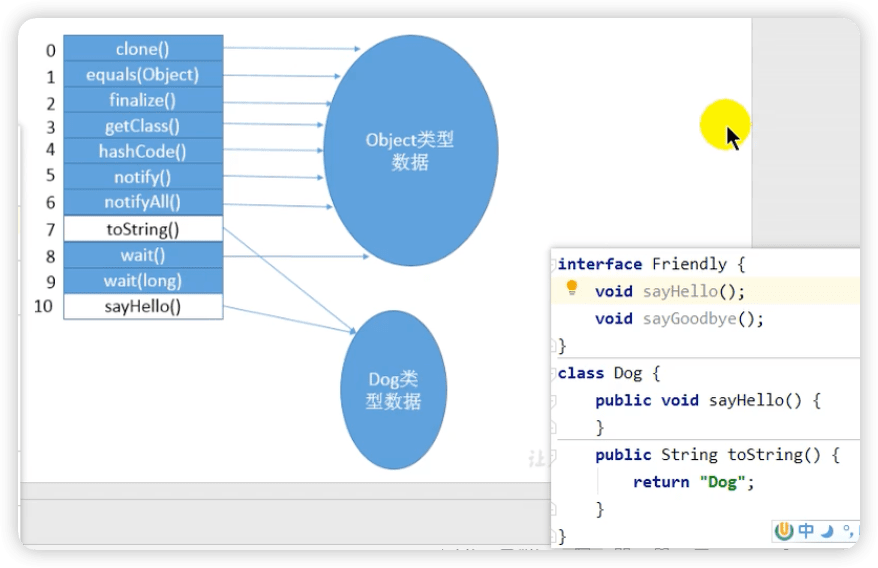 0 clone()
1 equals(Object)
2 finalize()
3 getClass()
4 hashCode()
5 notify()
6 notifyAll()
7 toString()
8 wait()
9 wait(long)
10 sayHello()
Object类型
数据
Dog类
型数据
interface Friendly {
void sayHello();
void sayGoodbye();
}
class Dog {
public void sayHello() {
}
public String toString() {
return "Dog";
}
}
中